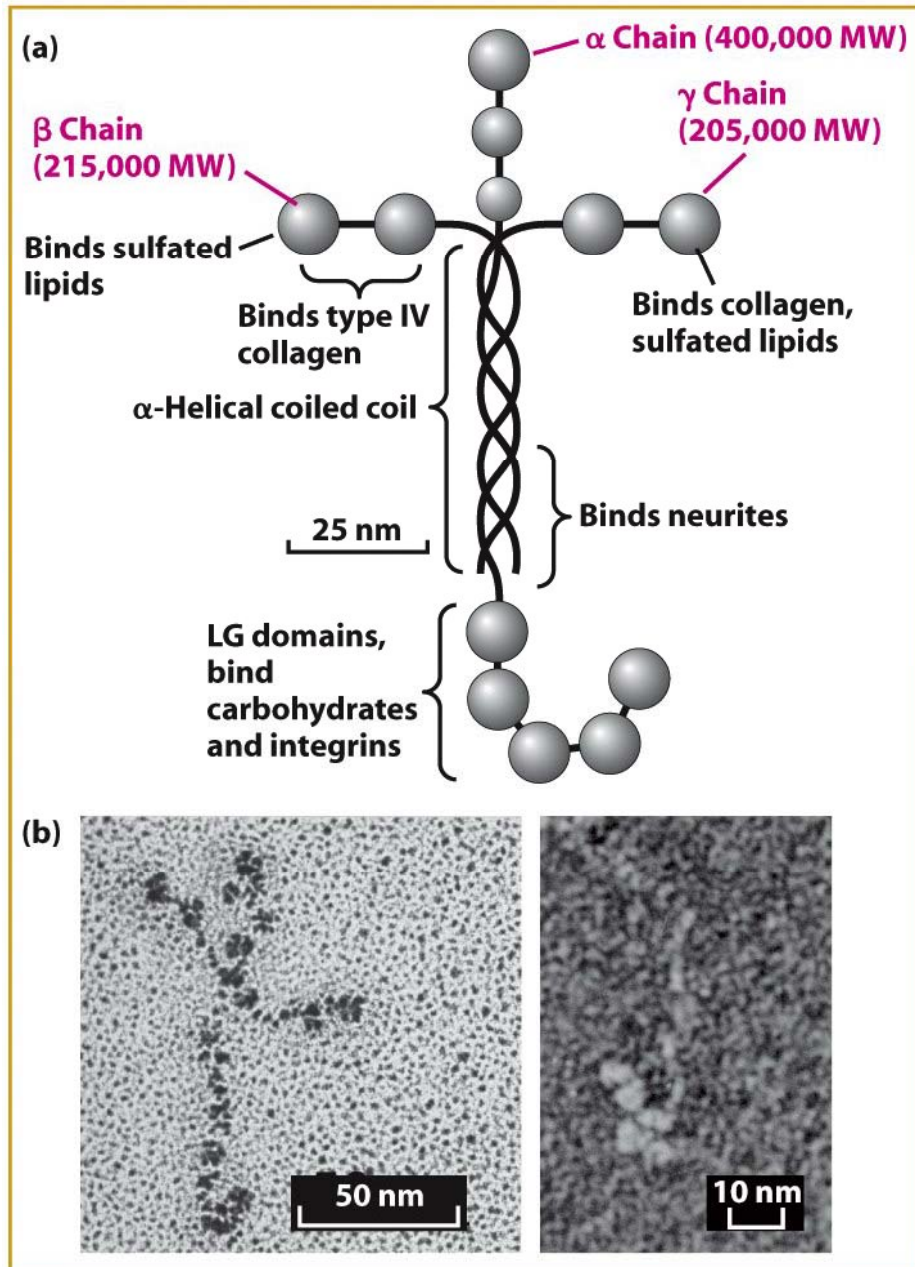 (a)
α Chain (400,000 MW)
γ Chain
(205,000 MW)
β Chain
(215,000 MW)
Binds sulfated
lipids
Binds type IV
collagen
Binds collagen,
sulfated lipids
α-Helical coiled coil
25 nm
Binds neurites
LG domains,
bind
carbohydrates
and integrins
(b)
50 nm
10 nm